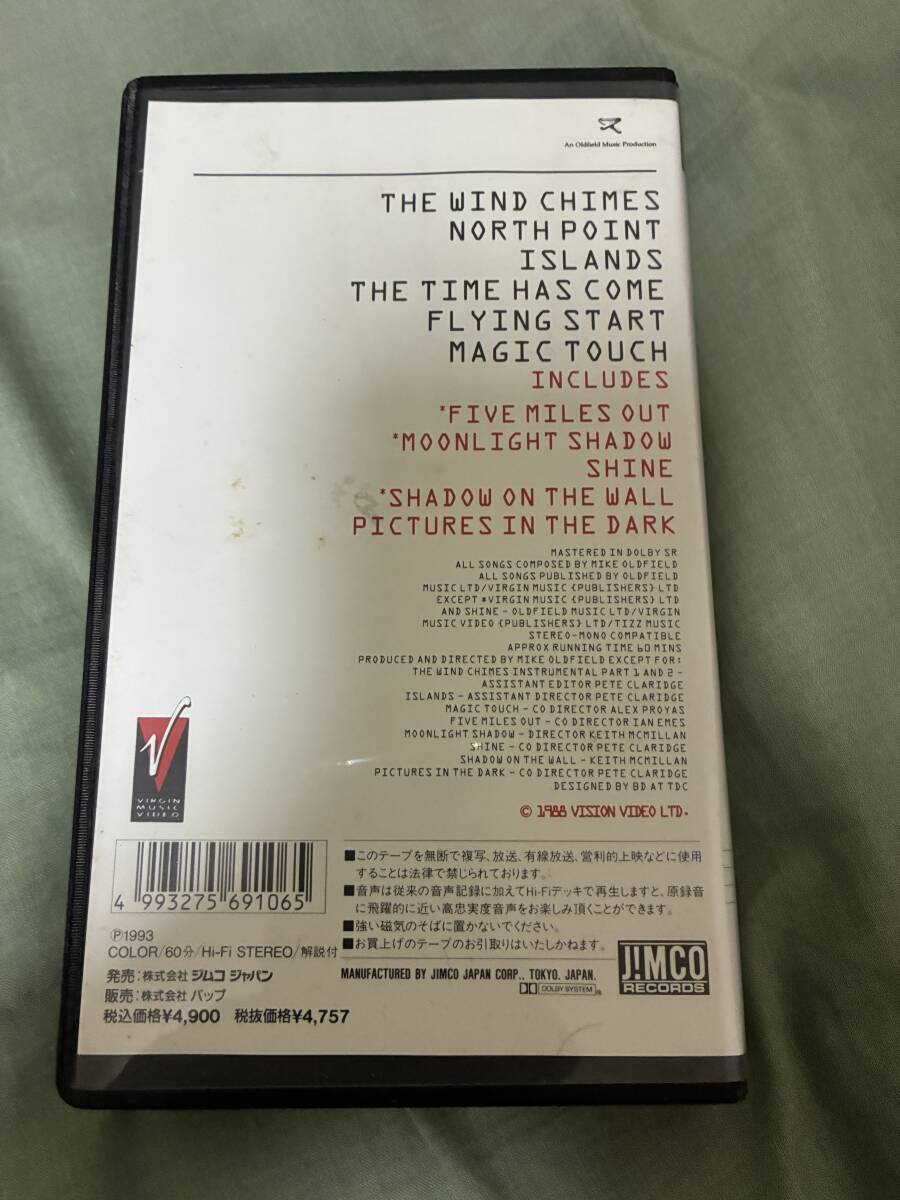 An Oldfield Music Production
THE WIND CHIMES
NORTH POINT
ISLANDS
THE TIME HAS COME
FLYING START
MAGIC TOUCH
INCLUDES
*FIVE MILES OUT
*MOONLIGHT SHADOW
SHINE
*SHADOW ON THE WALL
PICTURES IN THE DARK
MASTERED IN DOLBY SR
ALL SONGS COMPOSED BY MIKE OLDFIELD
ALL SONGS PUBLISHED BY OLDFIELD
MUSIC LTD/VIRGIN MUSIC (PUBLISHERS) LTD
EXCEPT *VIRGIN MUSIC (PUBLISHERS) LTD
AND SHINE - OLDFIELD MUSIC LTD/VIRGIN
MUSIC VIDEO (PUBLISHERS) LTD/TIZZ MUSIC
STEREO-MONO COMPATIBLE
APPROX RUNNING TIME 60 MINS
PRODUCED AND DIRECTED BY MIKE OLDFIELD EXCEPT FOR:
THE WIND CHIMES INSTRUMENTAL PART 1 AND 2 -
ASSISTANT EDITOR PETE CLARIDGE
ISLANDS - ASSISTANT DIRECTOR PETE CLARIDGE
MAGIC TOUCH - CO DIRECTOR ALEX PROYAS
FIVE MILES OUT - CO DIRECTOR IAN EMES
MOONLIGHT SHADOW - DIRECTOR KEITH MCMILLAN
SHINE - CO DIRECTOR PETE CLARIDGE
SHADOW ON THE WALL - KEITH MCMILLAN
PICTURES IN THE DARK - CO DIRECTOR PETE CLARIDGE
DESIGNED BY BD AT TDC
© 1988 VISION VIDEO LTD.
V
VIRGIN
MUSIC
VIDEO
4 993275 691065
℗1993
COLOR/60分/Hi-Fi STEREO/解説付
発売:株式会社 ジムコ ジャパン
販売:株式会社 バップ
税込価格¥4,900 税抜価格¥4,757
■このテープを無断で複写、放送、有線放送、営利的上映などに使用
することは法律で禁じられております。
■音声は従来の音声記録に加えてHi-Fiデッキで再生しますと、原録音
に飛躍的に近い高忠実度音声をお楽しみ頂くことができます。
■強い磁気のそばに置かないでください。
■お買上げのテープのお引取りはいたしかねます。
MANUFACTURED BY JIMCO JAPAN CORP., TOKYO. JAPAN.
DOLBY SYSTEM ®
J!MCO
RECORDS